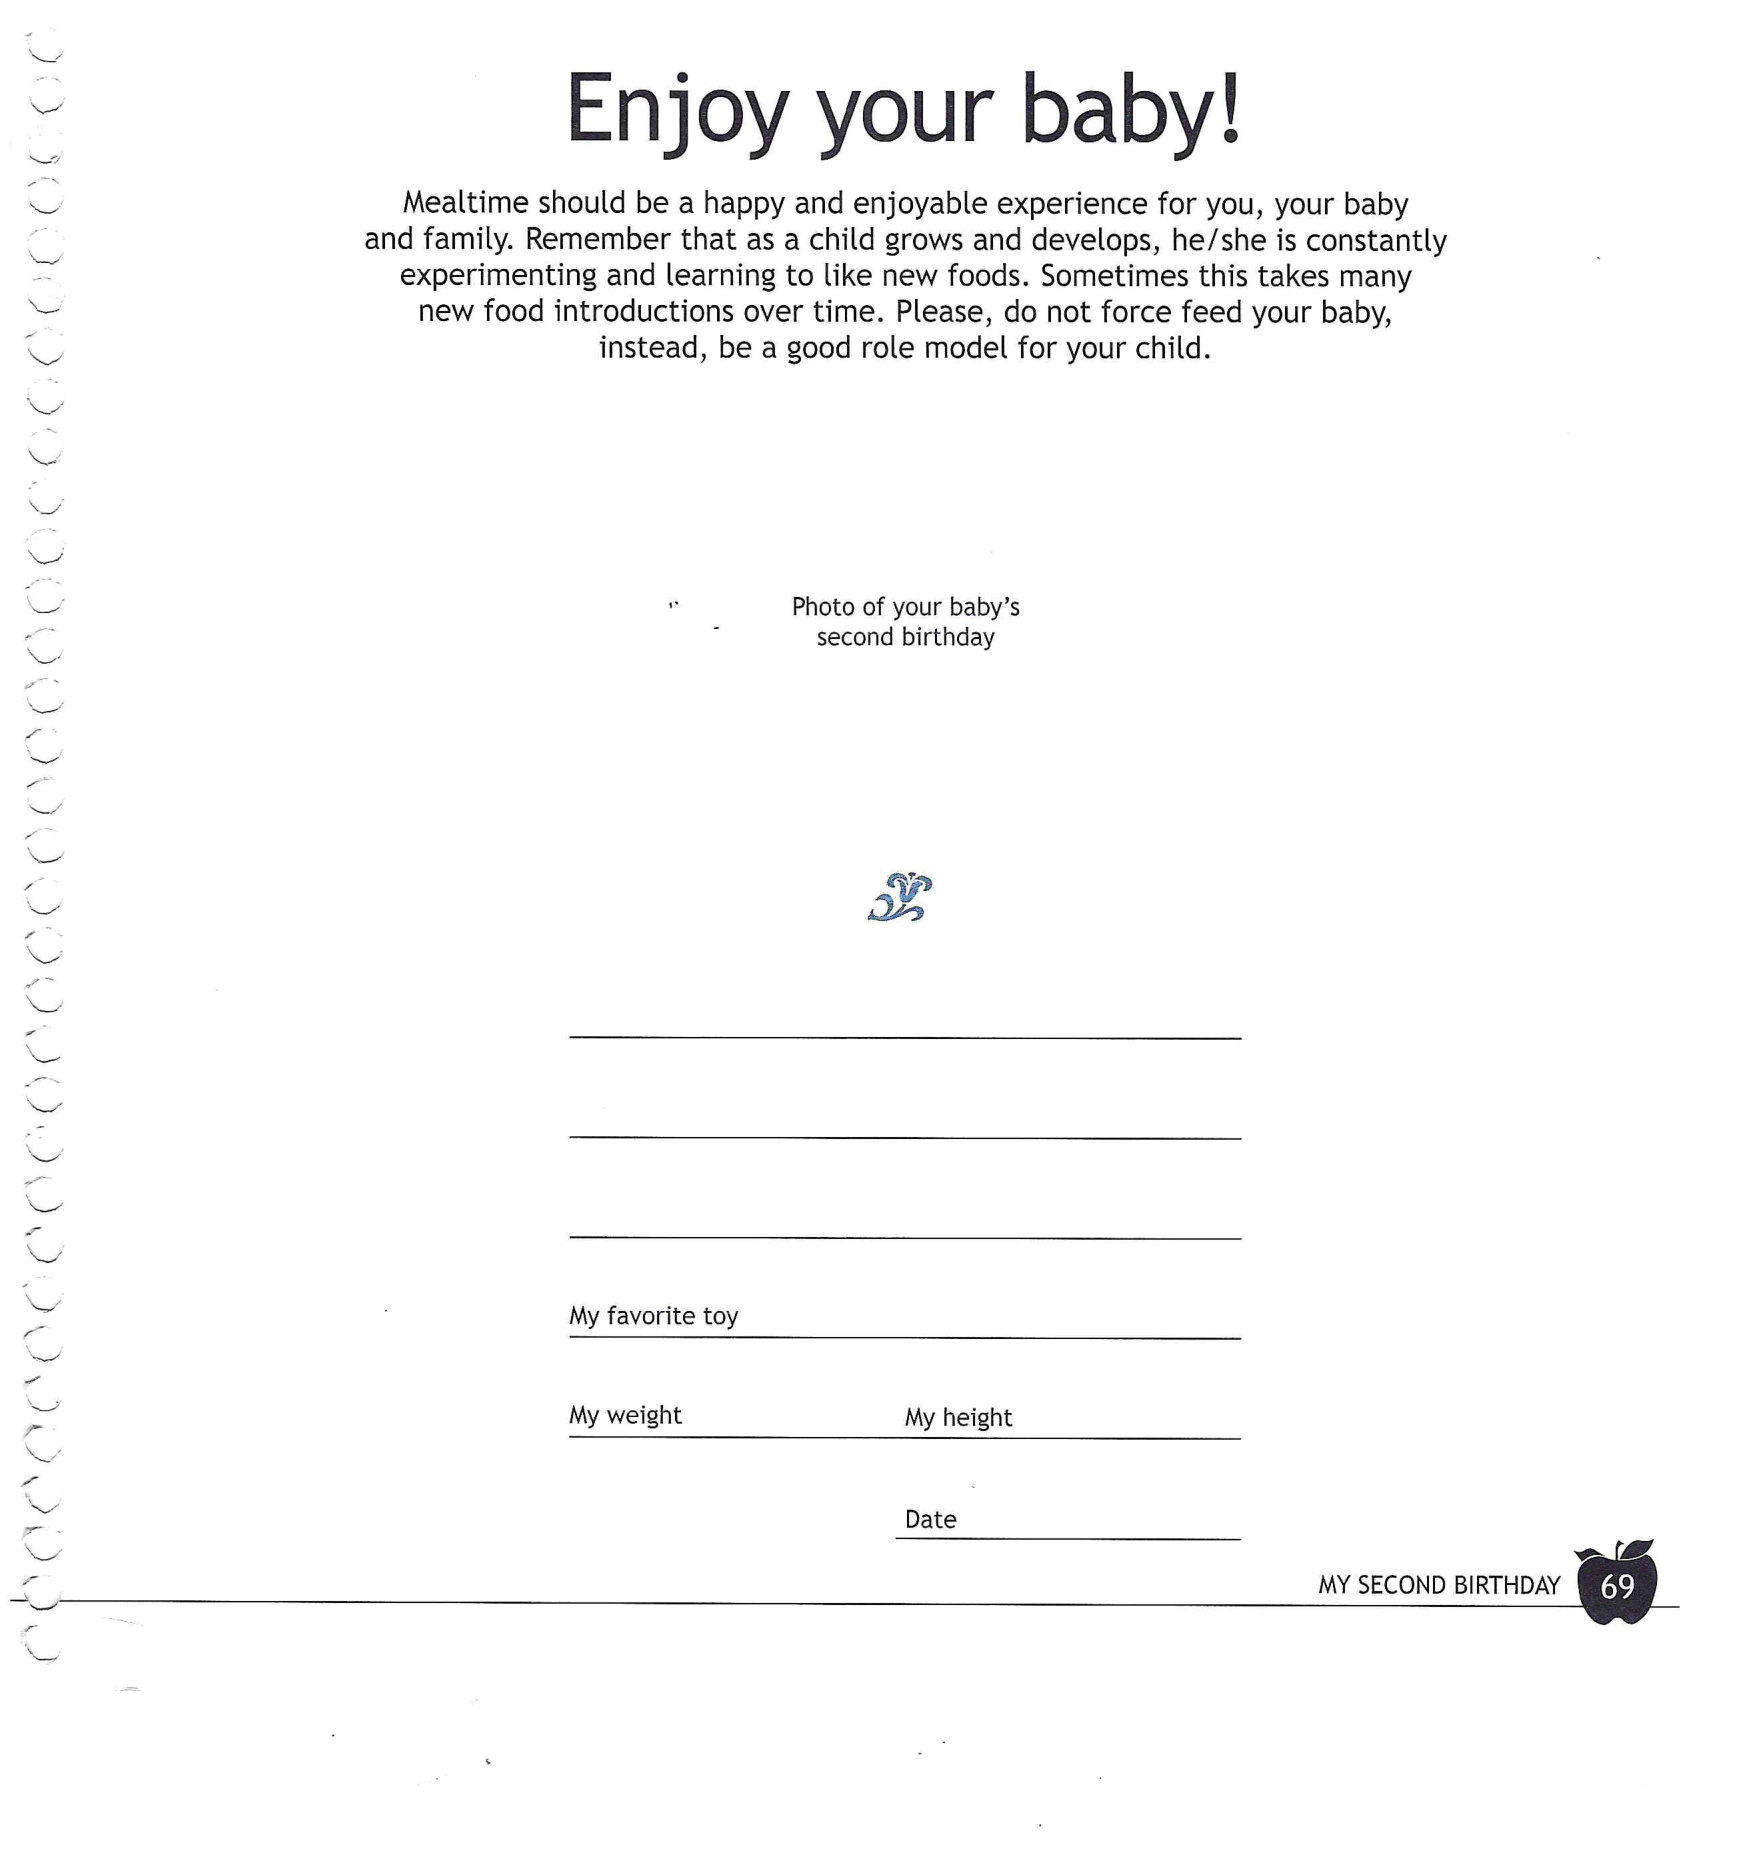 Enjoy your baby!
Mealtime should be a happy and enjoyable experience for you, your baby
and family. Remember that as a child grows and develops, he/she is constantly
experimenting and learning to like new foods. Sometimes this takes many
new food introductions over time. Please, do not force feed your baby,
instead, be a good role model for your child.
Photo of your baby's
second birthday
My favorite toy
My weight My height
Date
MY SECOND BIRTHDAY 69